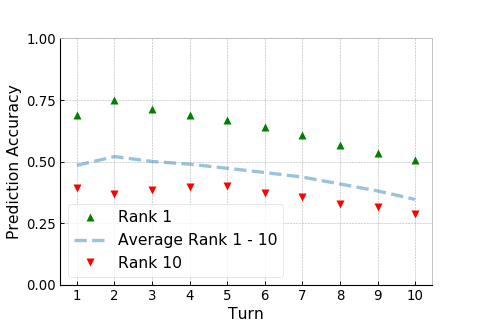 1.00
0.75
0.50
0.25
0.00
Prediction Accuracy
Rank 1
Average Rank 1 - 10
Rank 10
1 2 3 4 5 6 7 8 9 10
Turn